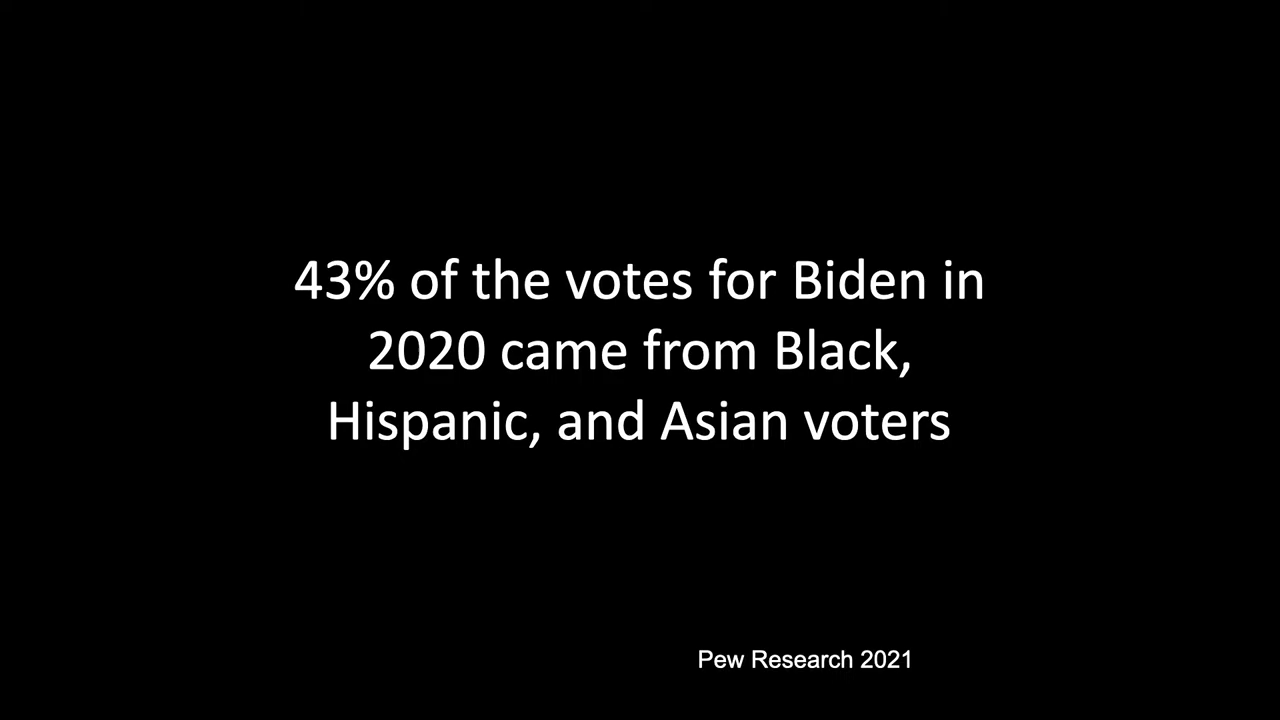 43% of the votes for Biden in
2020 came from Black,
Hispanic, and Asian voters
Pew Research 2021